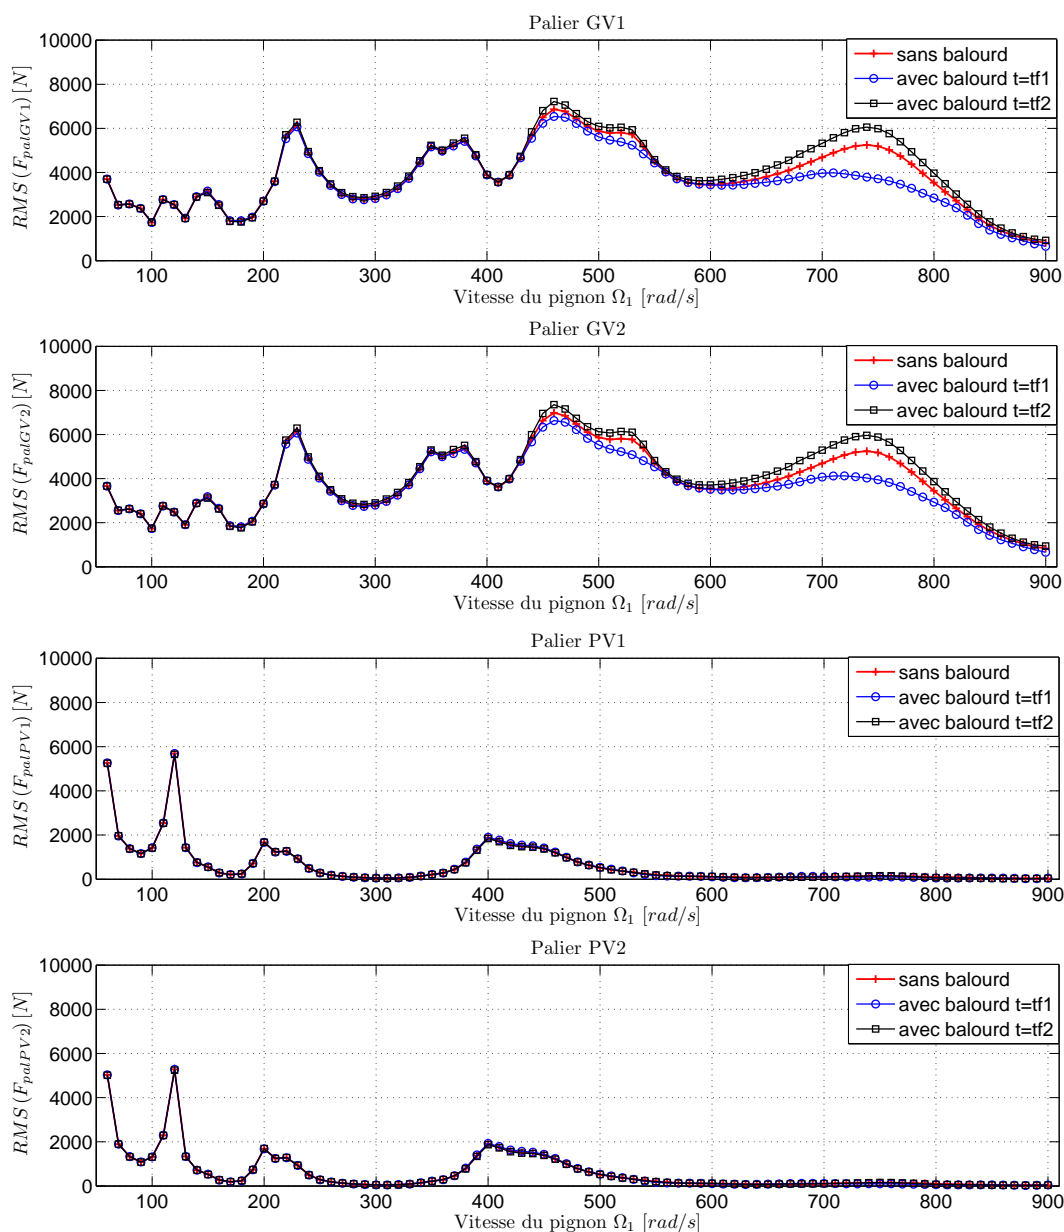 Palier GV1
RMS (F_palGV1) [N]
10000
8000
6000
4000
2000
0
sans balourd
avec balourd t=tf1
avec balourd t=tf2
100 200 300 400 500 600 700 800 900
Vitesse du pignon Ω₁ [rad/s]
Palier GV2
RMS (F_palGV2) [N]
10000
8000
6000
4000
2000
0
sans balourd
avec balourd t=tf1
avec balourd t=tf2
100 200 300 400 500 600 700 800 900
Vitesse du pignon Ω₁ [rad/s]
Palier PV1
RMS (F_palPV1) [N]
10000
8000
6000
4000
2000
0
sans balourd
avec balourd t=tf1
avec balourd t=tf2
100 200 300 400 500 600 700 800 900
Vitesse du pignon Ω₁ [rad/s]
Palier PV2
RMS (F_palPV2) [N]
10000
8000
6000
4000
2000
0
sans balourd
avec balourd t=tf1
avec balourd t=tf2
100 200 300 400 500 600 700 800 900
Vitesse du pignon Ω₁ [rad/s]